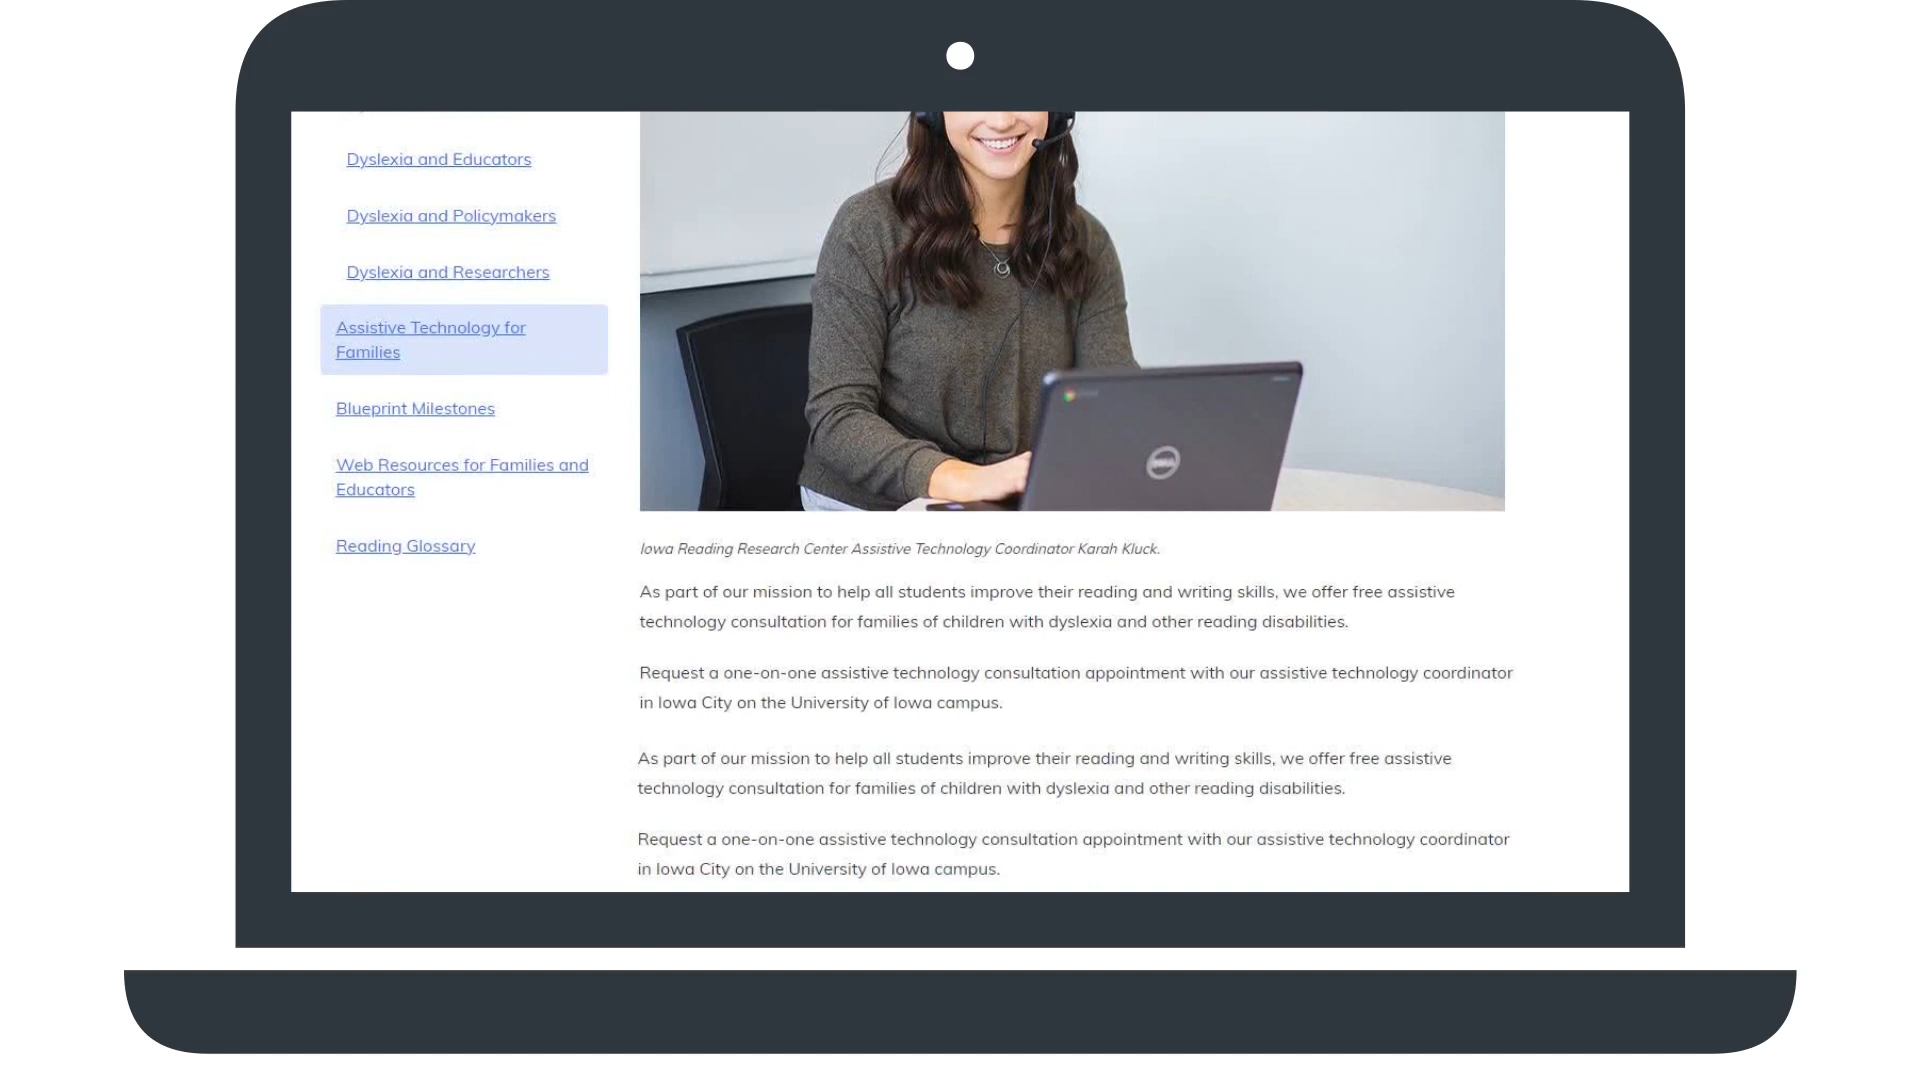 Dyslexia and Educators
Dyslexia and Policymakers
Dyslexia and Researchers
Assistive Technology for
Families
Blueprint Milestones
Web Resources for Families and
Educators
Reading Glossary
DELL
Iowa Reading Research Center Assistive Technology Coordinator Karah Kluck.
As part of our mission to help all students improve their reading and writing skills, we offer free assistive
technology consultation for families of children with dyslexia and other reading disabilities.
Request a one-on-one assistive technology consultation appointment with our assistive technology coordinator
in Iowa City on the University of Iowa campus.
As part of our mission to help all students improve their reading and writing skills, we offer free assistive
technology consultation for families of children with dyslexia and other reading disabilities.
Request a one-on-one assistive technology consultation appointment with our assistive technology coordinator
in Iowa City on the University of Iowa campus.